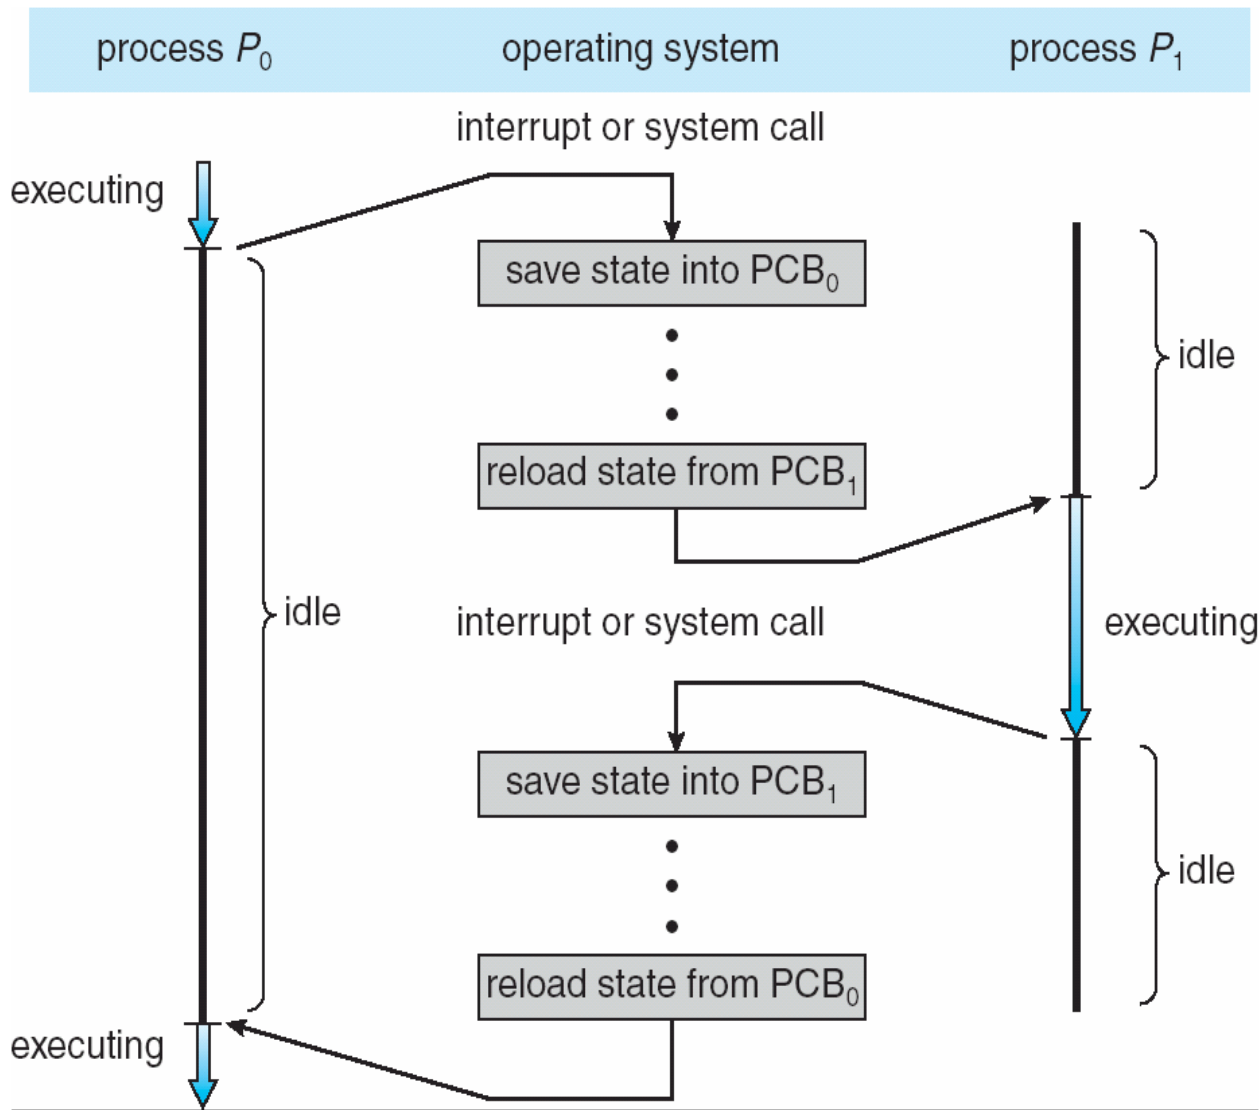 process P0 operating system process P1
interrupt or system call
executing
save state into PCB0
idle
reload state from PCB1
idle
interrupt or system call
executing
save state into PCB1
idle
reload state from PCB0
executing